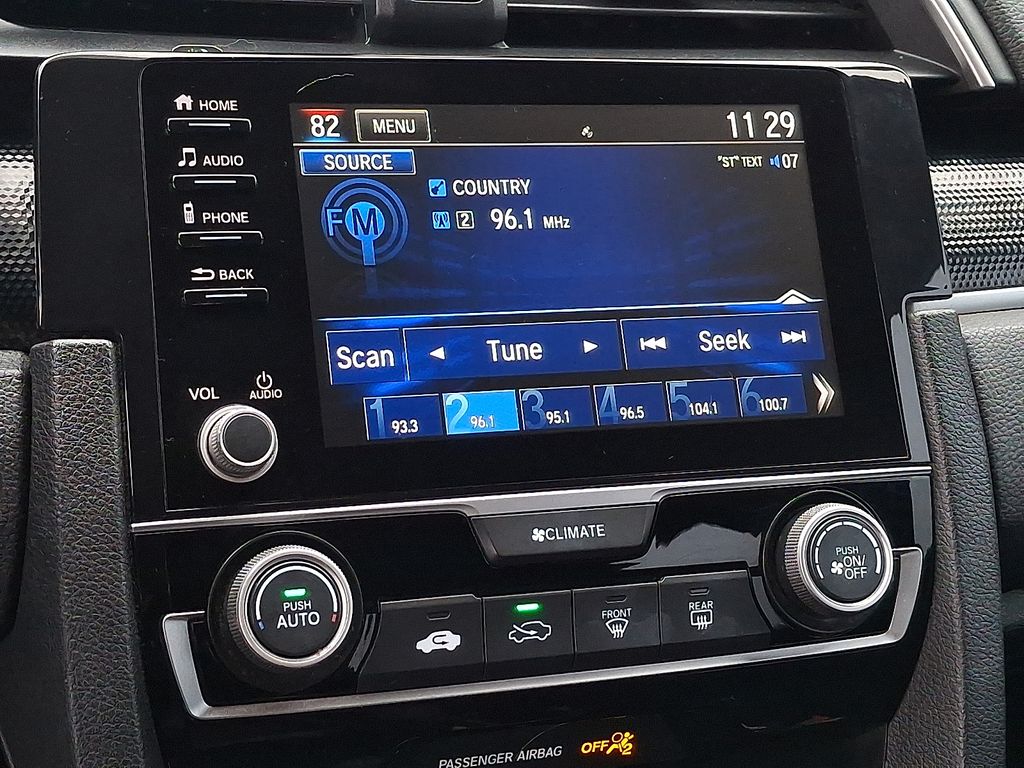 HOME
AUDIO
PHONE
BACK
VOL
AUDIO
82
MENU
11 29
SOURCE
"ST" TEXT
07
FM
COUNTRY
2
96.1 MHz
Scan
Tune
Seek
1 93.3
2 96.1
3 95.1
4 96.5
5 104.1
6 100.7
CLIMATE
PUSH
AUTO
FRONT
REAR
PUSH
ON/
OFF
PASSENGER AIRBAG
OFF
2